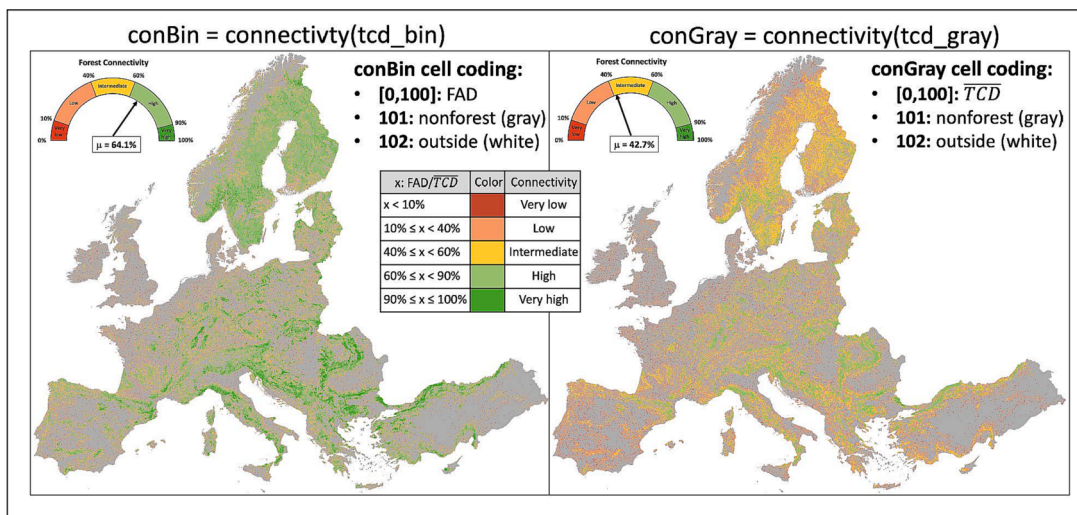 conBin = connectivty(tcd_bin)
Forest Connectivity
0%
10%
40%
60%
90%
100%
Very low
Low
Intermediate
High
Very high
μ = 64.1%
conBin cell coding:
• [0,100]: FAD
• 101: nonforest (gray)
• 102: outside (white)
x: FAD/T̅C̅D̅ Color Connectivity
x < 10% Very low
10% ≤ x < 40% Low
40% ≤ x < 60% Intermediate
60% ≤ x < 90% High
90% ≤ x ≤ 100% Very high
conGray = connectivity(tcd_gray)
Forest Connectivity
0%
10%
40%
60%
90%
100%
Very low
Low
Intermediate
High
Very high
μ = 42.7%
conGray cell coding:
• [0,100]: T̅C̅D̅
• 101: nonforest (gray)
• 102: outside (white)